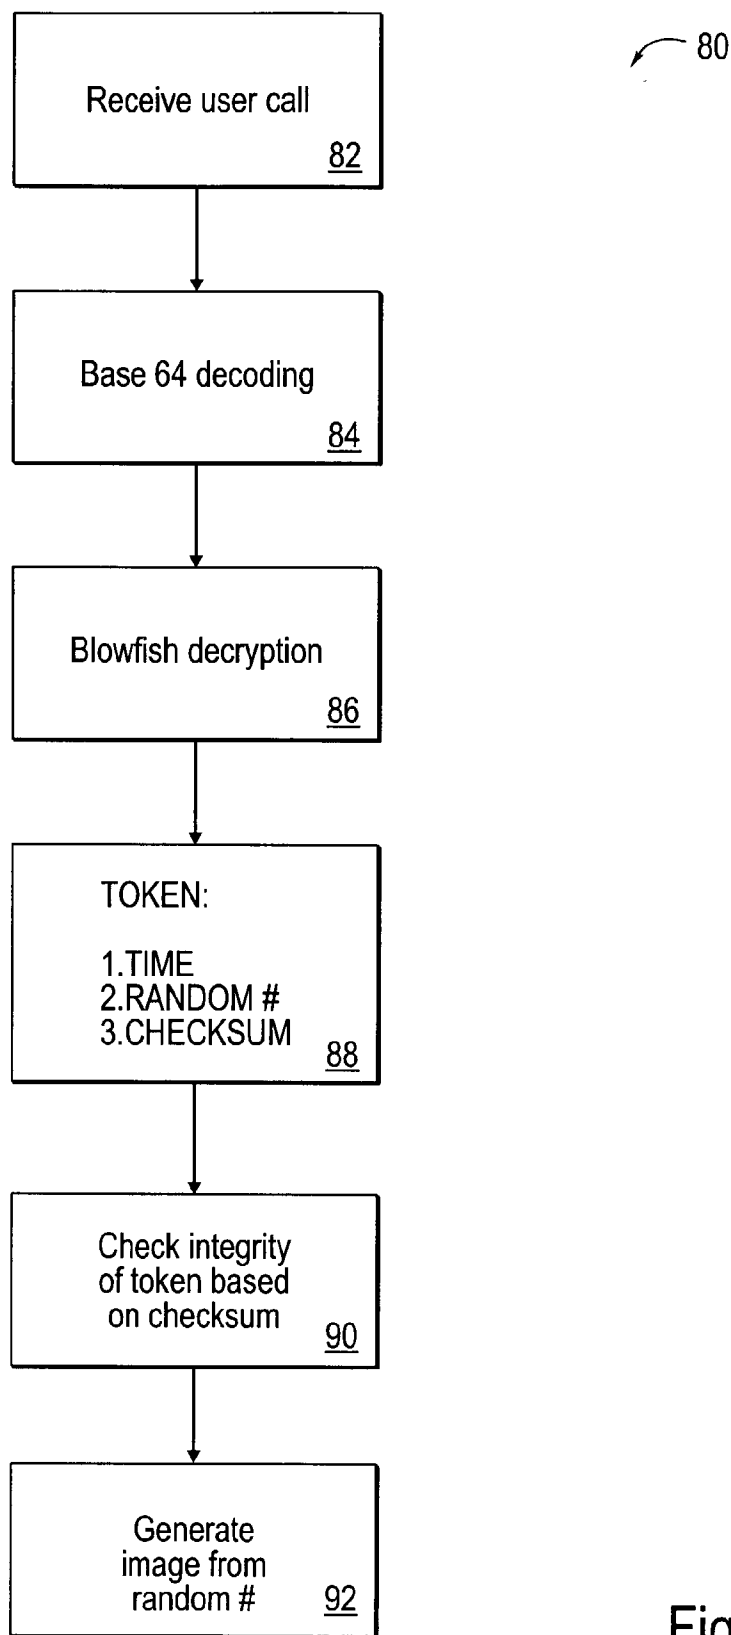 80
Receive user call
82
Base 64 decoding
84
Blowfish decryption
86
TOKEN:
1.TIME
2.RANDOM #
3.CHECKSUM
88
Check integrity
of token based
on checksum
90
Generate
image from
random #
92
Fig